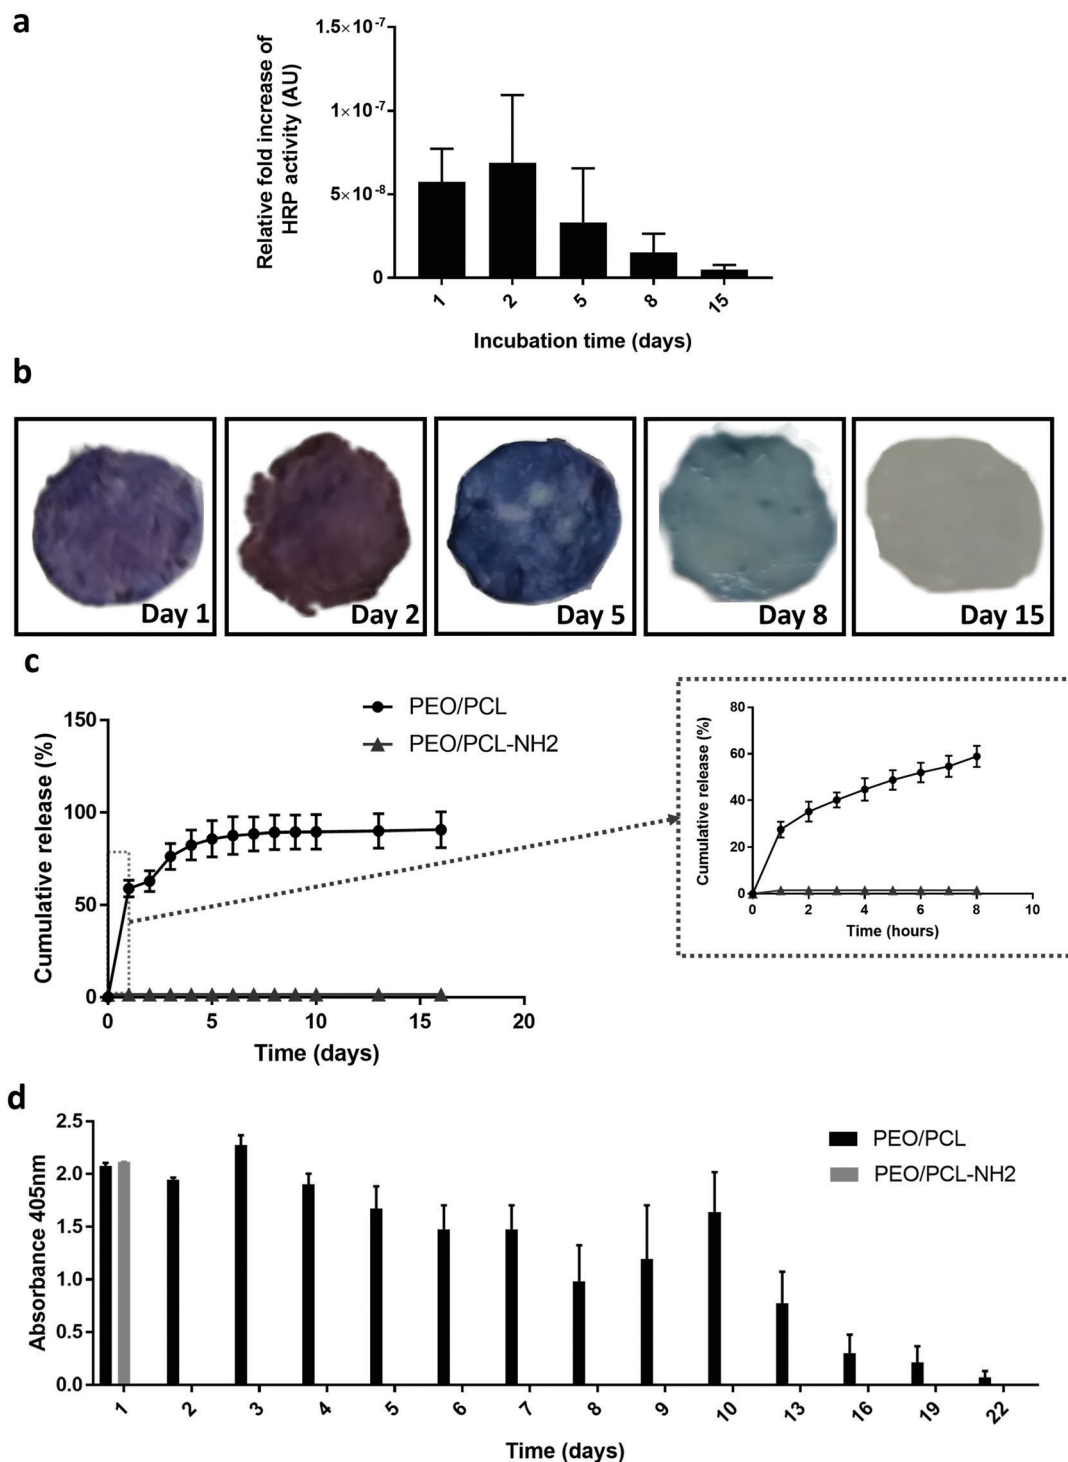 a
Relative fold increase of
HRP activity (AU)
1.5×10⁻⁷
1×10⁻⁷
5×10⁻⁸
0
1 2 5 8 15
Incubation time (days)
b
Day 1 Day 2 Day 5 Day 8 Day 15
c
PEO/PCL
PEO/PCL-NH2
Cumulative release (%)
150
100
50
0
0 5 10 15 20
Time (days)
Cumulative release (%)
80
60
40
20
0
0 2 4 6 8 10
Time (hours)
d
PEO/PCL
PEO/PCL-NH2
Absorbance 405nm
2.5
2.0
1.5
1.0
0.5
0.0
1 2 3 4 5 6 7 8 9 10 13 16 19 22
Time (days)